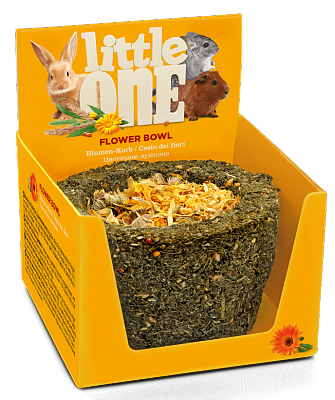 little
ONE
FLOWER BOWL
Blumen-Korb / Cesto dei fiori
Цветочное лукошко